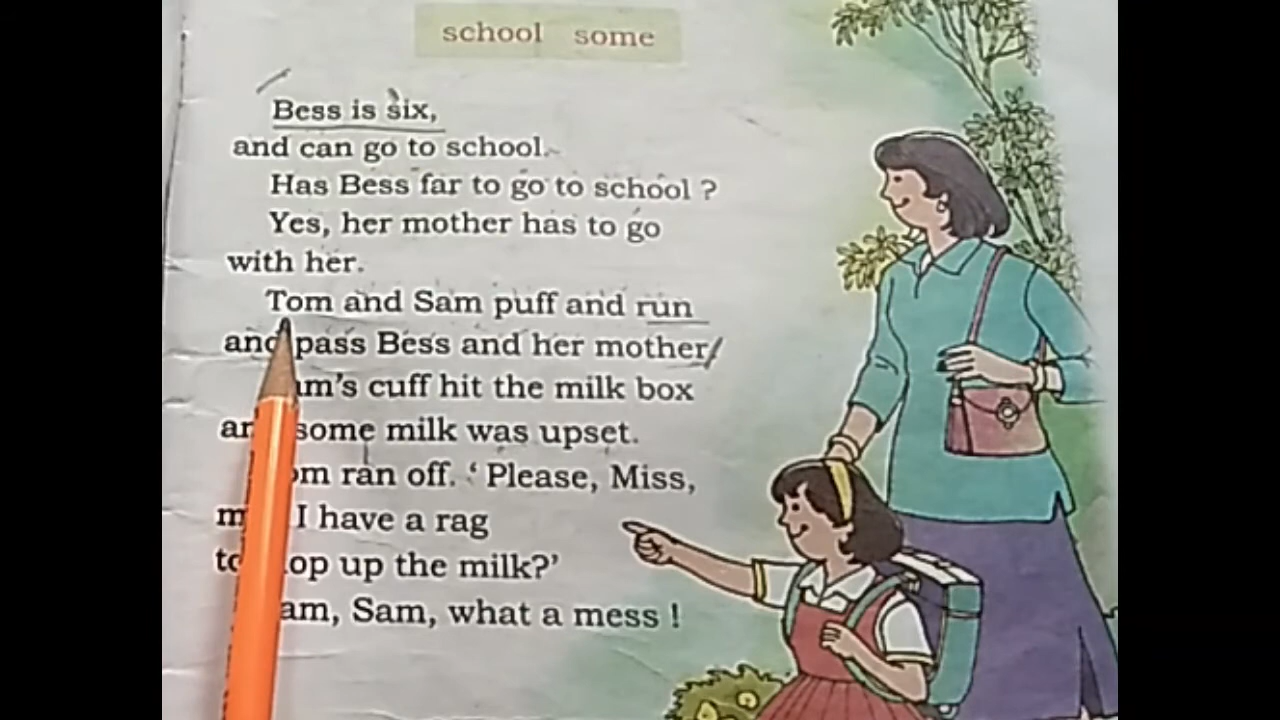 school some
Bess is six,
and can go to school.
Has Bess far to go to school ?
Yes, her mother has to go
with her.
Tom and Sam puff and run
and pass Bess and her mother
am's cuff hit the milk box
some milk was upset.
om ran off. ‘ Please, Miss,
I have a rag
op up the milk?’
am, Sam, what a mess !